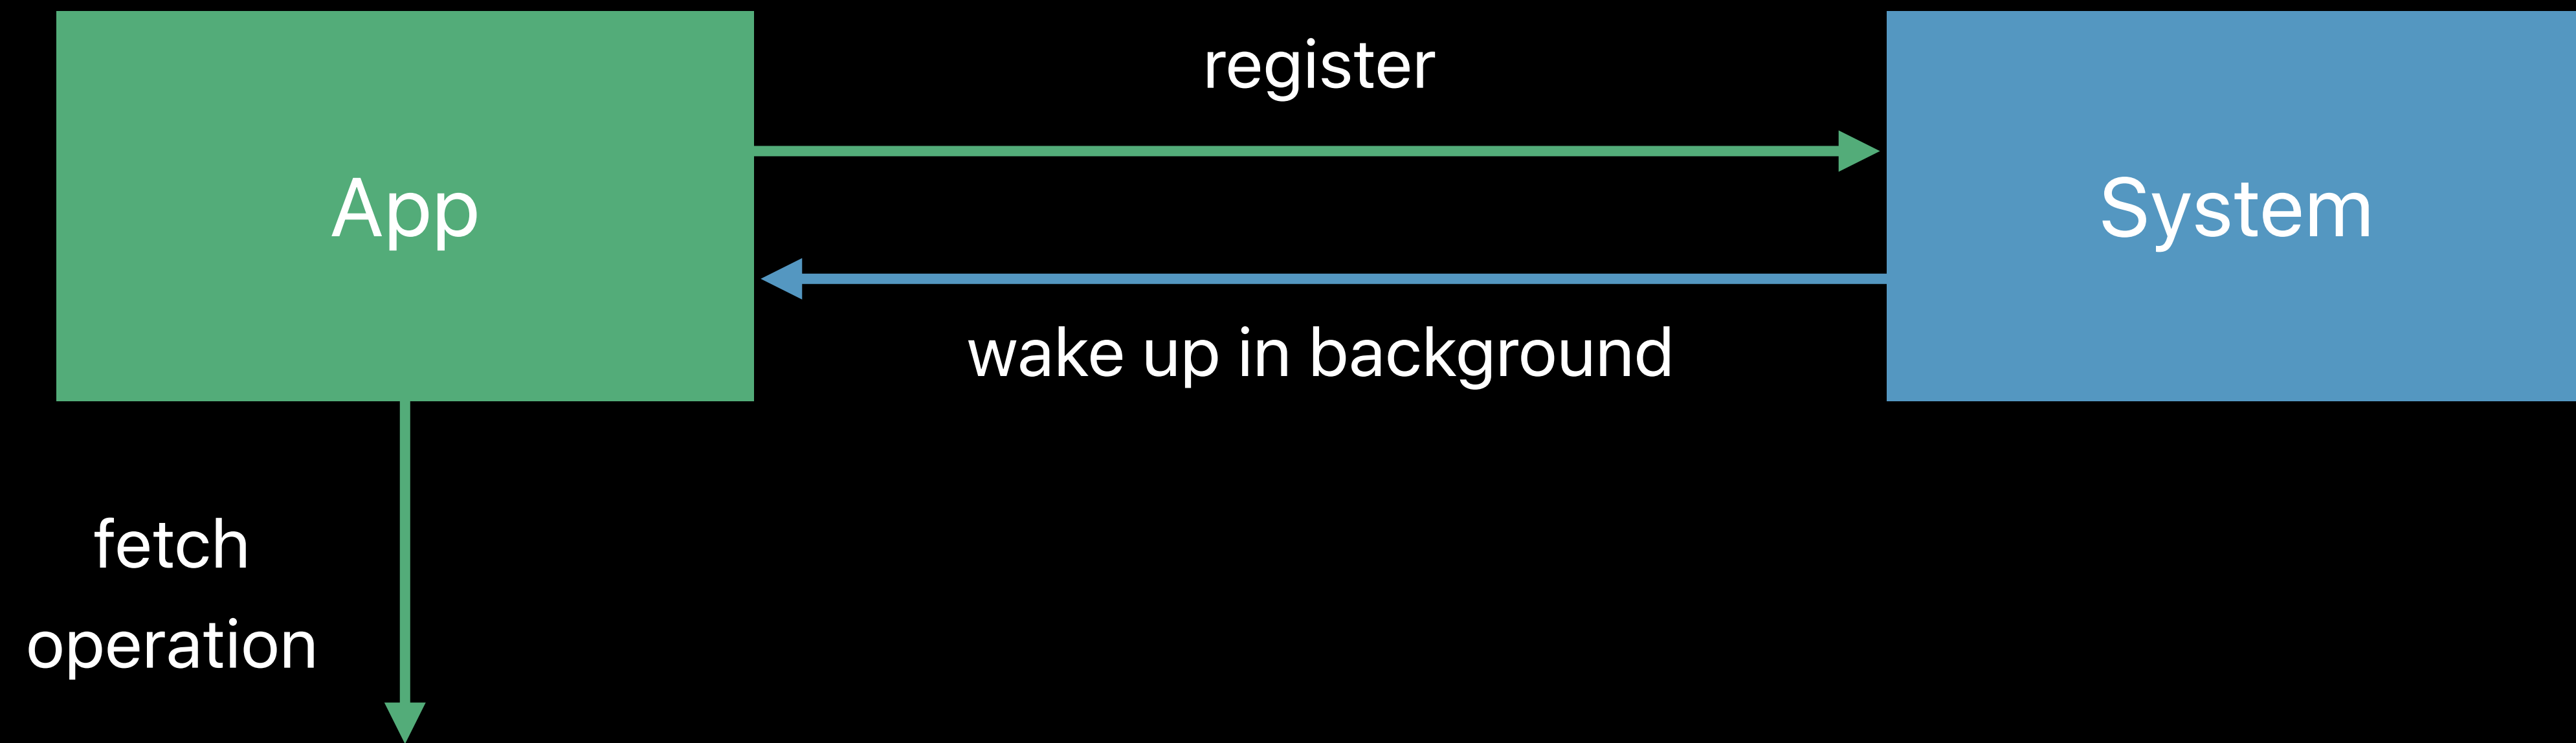 register
App
System
wake up in background
fetch
operation